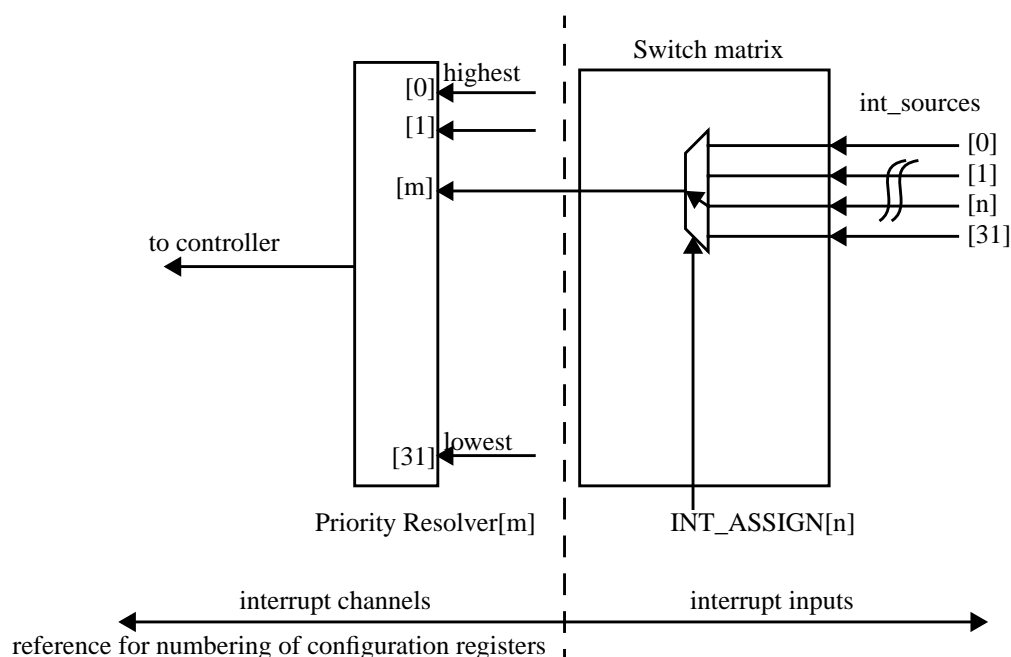 Switch matrix
highest
[0]
int_sources
[1]
[0]
[1]
[m]
[n]
[31]
to controller
lowest
[31]
Priority Resolver[m]
INT_ASSIGN[n]
interrupt channels
interrupt inputs
reference for numbering of configuration registers